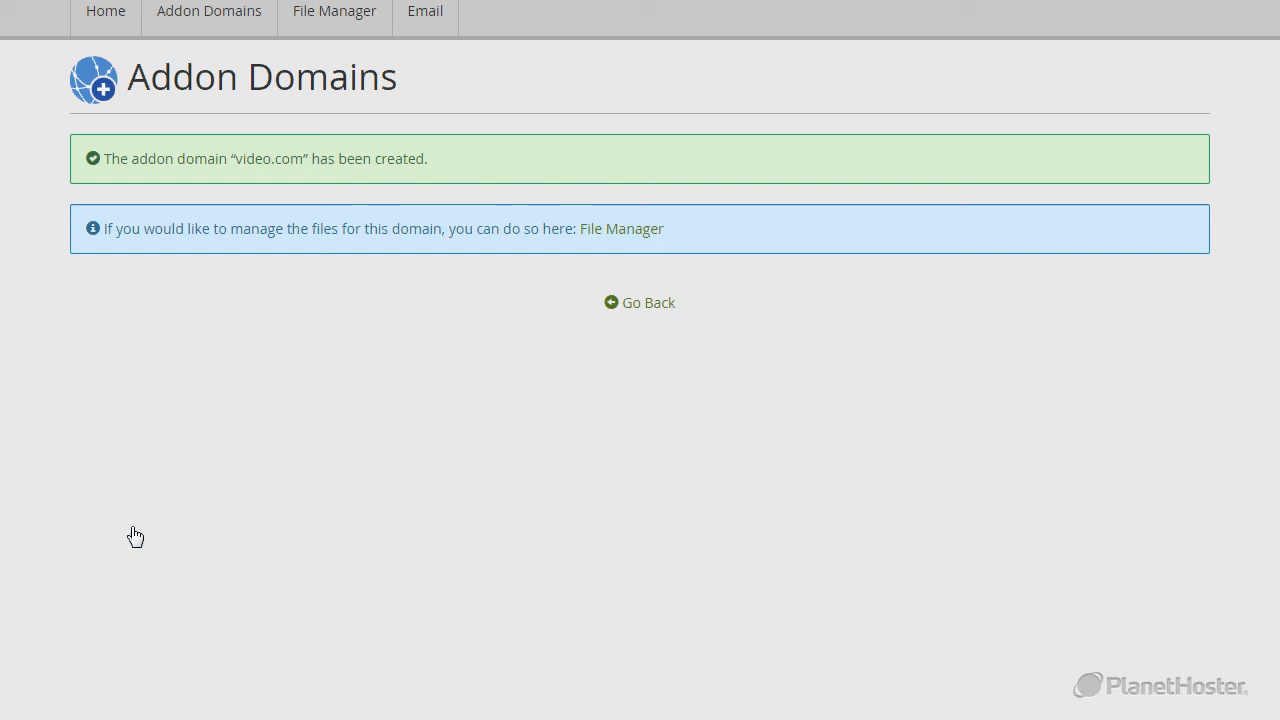 Home Addon Domains File Manager Email
Addon Domains
The addon domain “video.com” has been created.
If you would like to manage the files for this domain, you can do so here: File Manager
Go Back
PlanetHoster